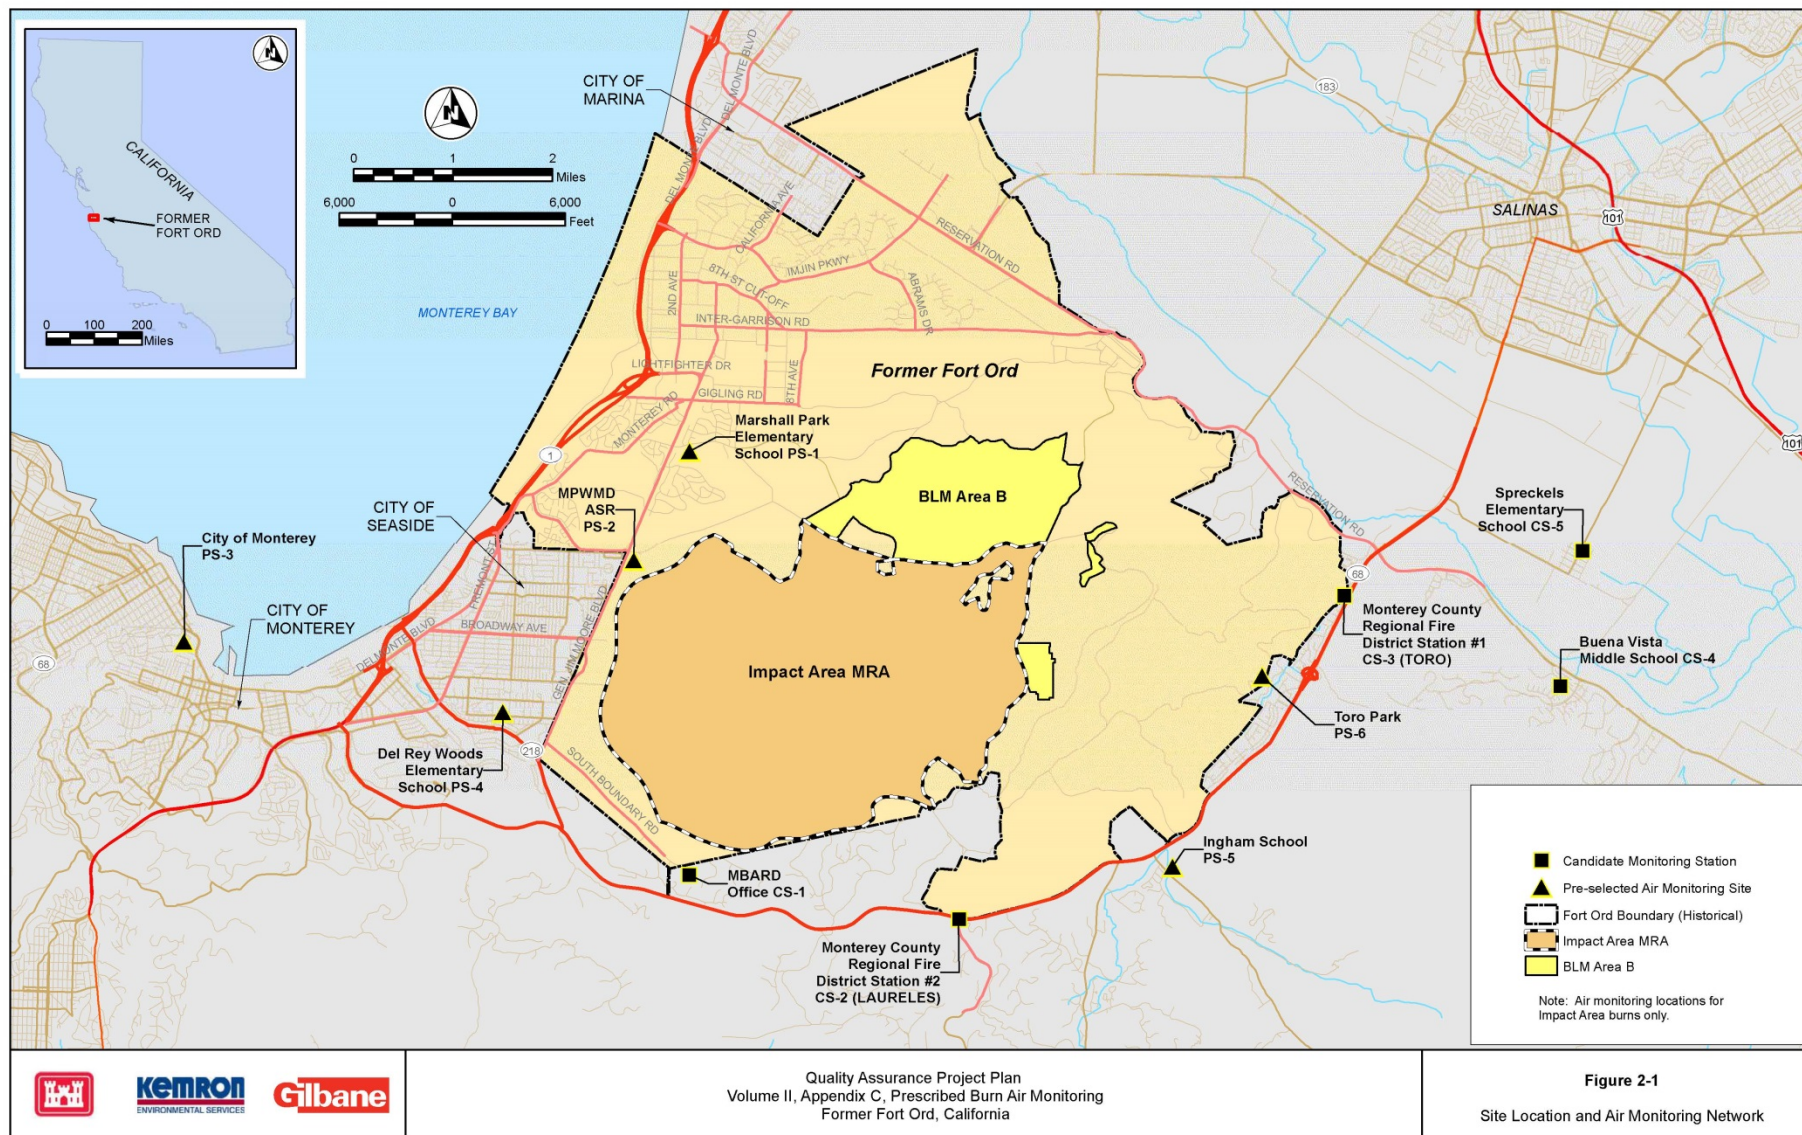 N
CALIFORNIA
FORMER
FORT ORD
0 100 200
Miles
N
0 1 2
Miles
6,000 0 6,000
Feet
MONTEREY BAY
CITY OF
MARINA
DEL MONTE BLVD
DEL MONTE BLVD
CALIFORNIA AVE
RESERVATION RD
IMJIN PKWY
8TH ST CUT-OFF
2ND AVE
ABRAMS DR
INTER-GARRISON RD
LIGHTFIGHTER DR
8TH AVE
GIGLING RD
MONTEREY RD
Former Fort Ord
183
SALINAS
101
101
RESERVATION RD
1
Marshall Park
Elementary
School PS-1
BLM Area B
MPWMD
ASR
PS-2
CITY OF
SEASIDE
City of Monterey
PS-3
CITY OF
MONTEREY
68
FREMONT ST
BROADWAY AVE
DELMONTE BLVD
GEN. JIM MOORE BLVD
Impact Area MRA
Del Rey Woods
Elementary
School PS-4
218
SOUTH BOUNDARY RD
MBARD
Office CS-1
Monterey County
Regional Fire
District Station #2
CS-2 (LAURELES)
Ingham School
PS-5
Toro Park
PS-6
68
Monterey County
Regional Fire
District Station #1
CS-3 (TORO)
Spreckels
Elementary
School CS-5
Buena Vista
Middle School CS-4
Candidate Monitoring Station
Pre-selected Air Monitoring Site
Fort Ord Boundary (Historical)
Impact Area MRA
BLM Area B
Note: Air monitoring locations for
Impact Area burns only.
KEMRON
ENVIRONMENTAL SERVICES
Gilbane
Quality Assurance Project Plan
Volume II, Appendix C, Prescribed Burn Air Monitoring
Former Fort Ord, California
Figure 2-1
Site Location and Air Monitoring Network